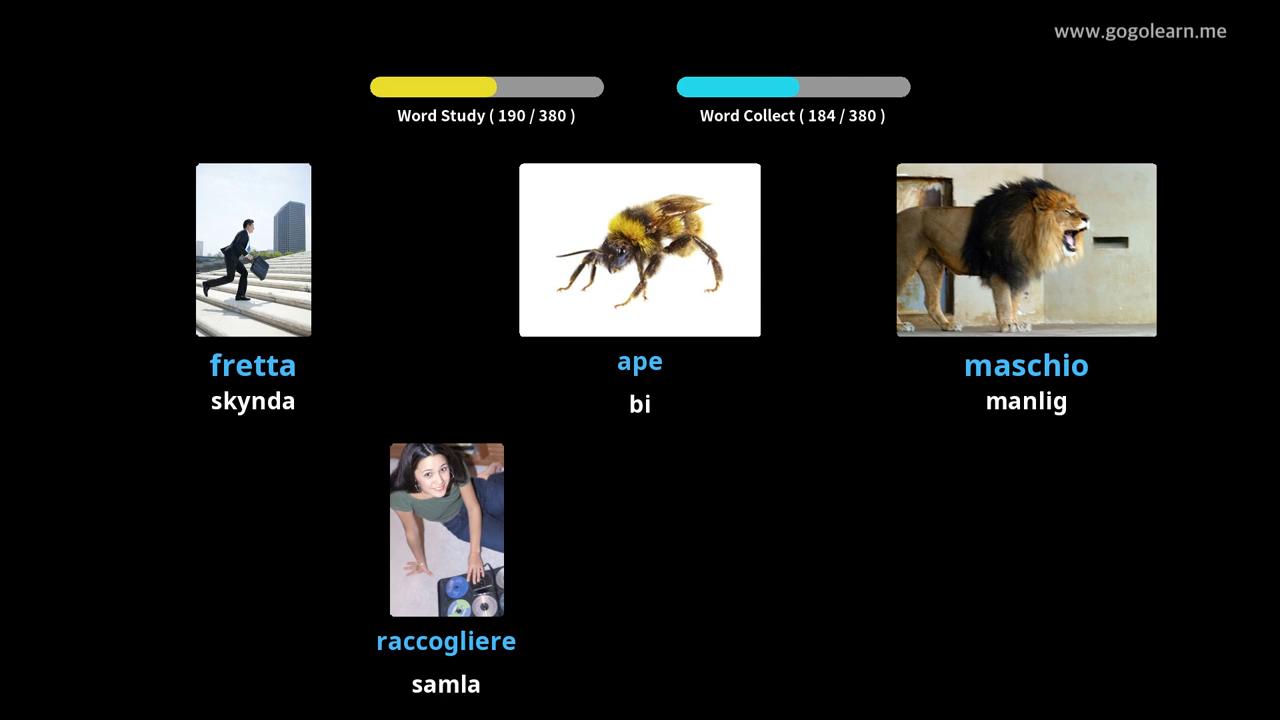 www.gogolearn.me
Word Study ( 190 / 380 )
Word Collect ( 184 / 380 )
fretta
skynda
ape
bi
maschio
manlig
raccogliere
samla